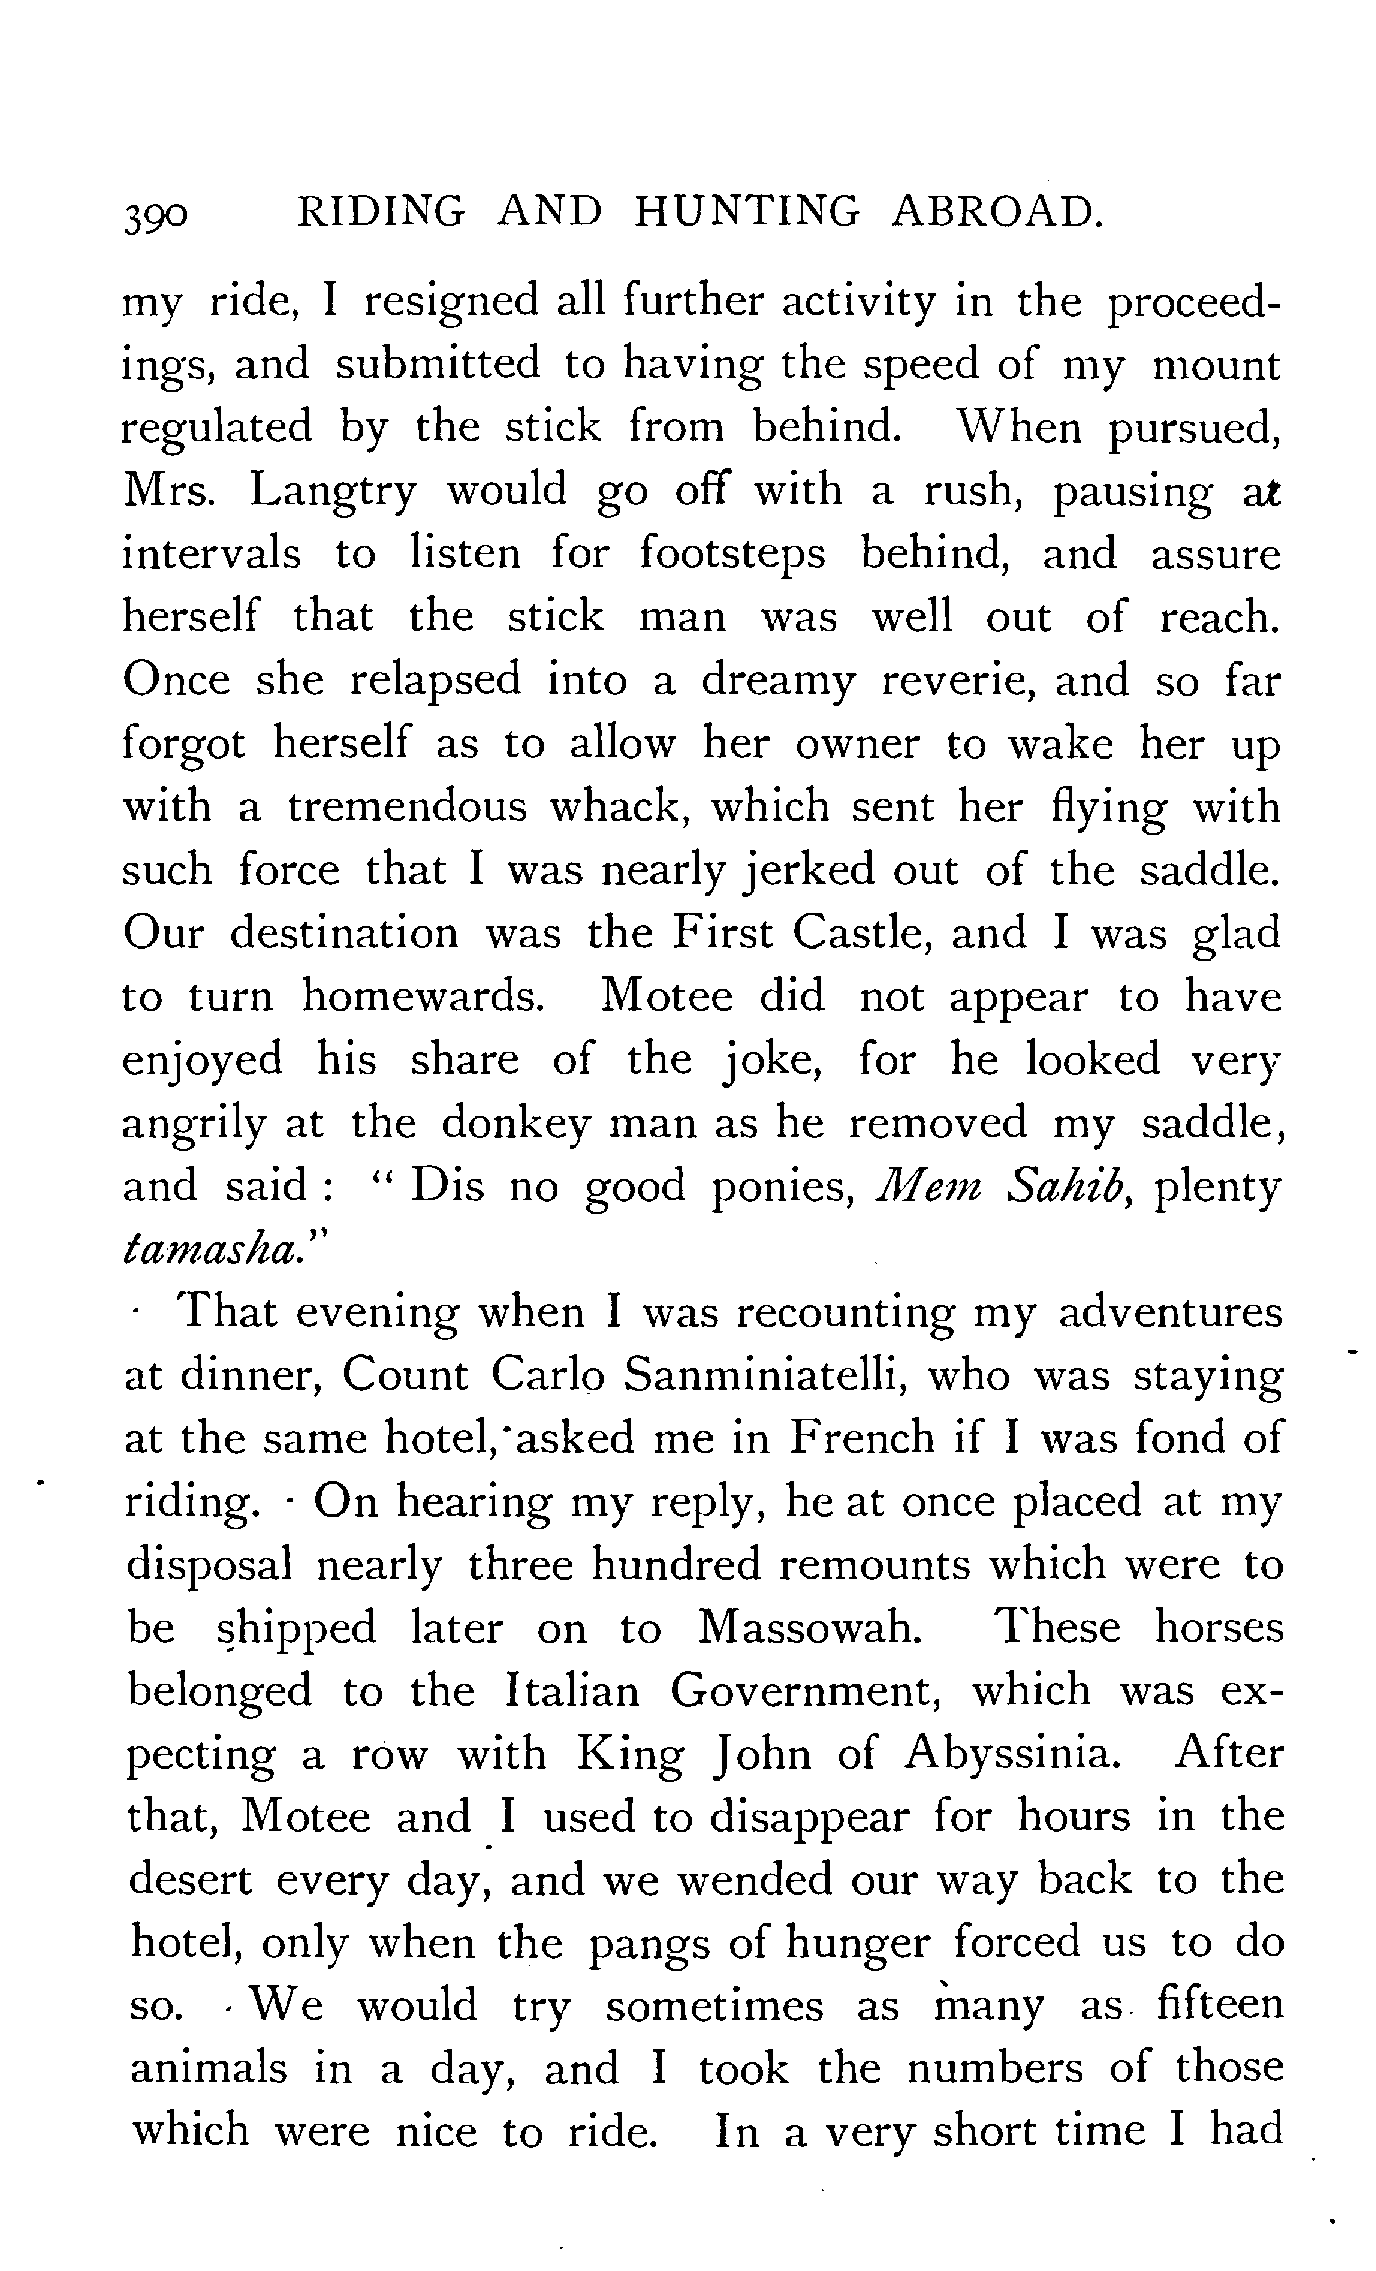 390 RIDING AND HUNTING ABROAD.
my ride, I resigned all further activity in the proceed-
ings, and submitted to having the speed of my mount
regulated by the stick from behind. When pursued,
Mrs. Langtry would go off with a rush, pausing at
intervals to listen for footsteps behind, and assure
herself that the stick man was well out of reach.
Once she relapsed into a dreamy reverie, and so far
forgot herself as to allow her owner to wake her up
with a tremendous whack, which sent her flying with
such force that I was nearly jerked out of the saddle.
Our destination was the First Castle, and I was glad
to turn homewards. Motee did not appear to have
enjoyed his share of the joke, for he looked very
angrily at the donkey man as he removed my saddle,
and said : “ Dis no good ponies, Mem Sahib, plenty
tamasha.”
That evening when I was recounting my adventures
at dinner, Count Carlo Sanminiatelli, who was staying
at the same hotel, asked me in French if I was fond of
riding. On hearing my reply, he at once placed at my
disposal nearly three hundred remounts which were to
be shipped later on to Massowah. These horses
belonged to the Italian Government, which was ex-
pecting a row with King John of Abyssinia. After
that, Motee and I used to disappear for hours in the
desert every day, and we wended our way back to the
hotel, only when the pangs of hunger forced us to do
so. We would try sometimes as many as fifteen
animals in a day, and I took the numbers of those
which were nice to ride. In a very short time I had